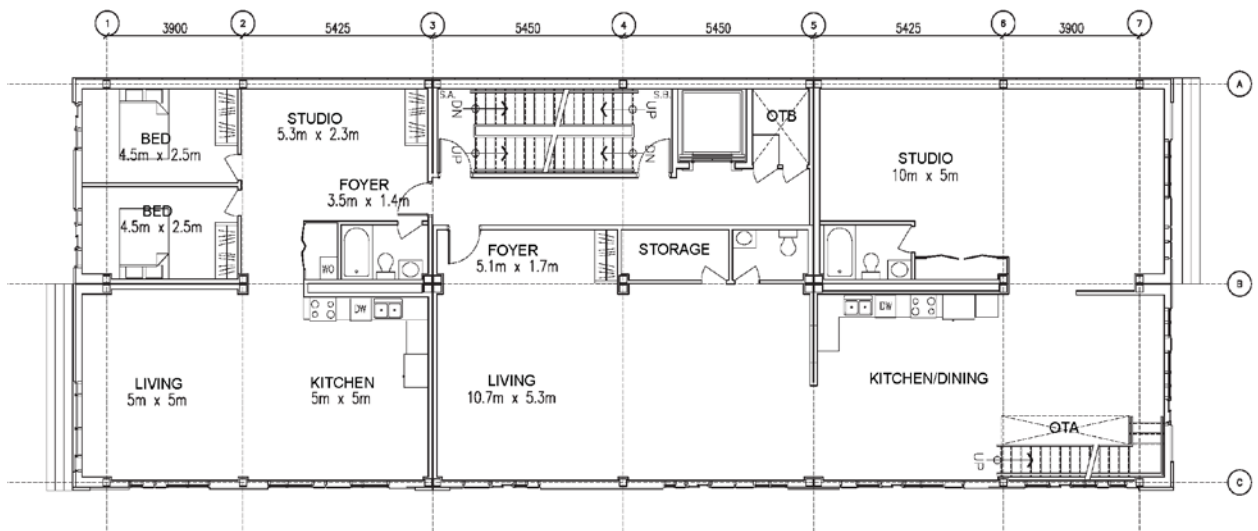 1 2 3 4 5 6 7
3900 5425 5450 5450 5425 3900
A
S.A. DN UP S.B.
OTB
STUDIO
5.3m x 2.3m
BED
4.5m x 2.5m
UP DN
STUDIO
10m x 5m
FOYER
3.5m x 1.4m
BED
4.5m x 2.5m
FOYER
5.1m x 1.7m
STORAGE
B
DW
DW
LIVING
5m x 5m
KITCHEN
5m x 5m
LIVING
10.7m x 5.3m
KITCHEN/DINING
OTA
UP
C